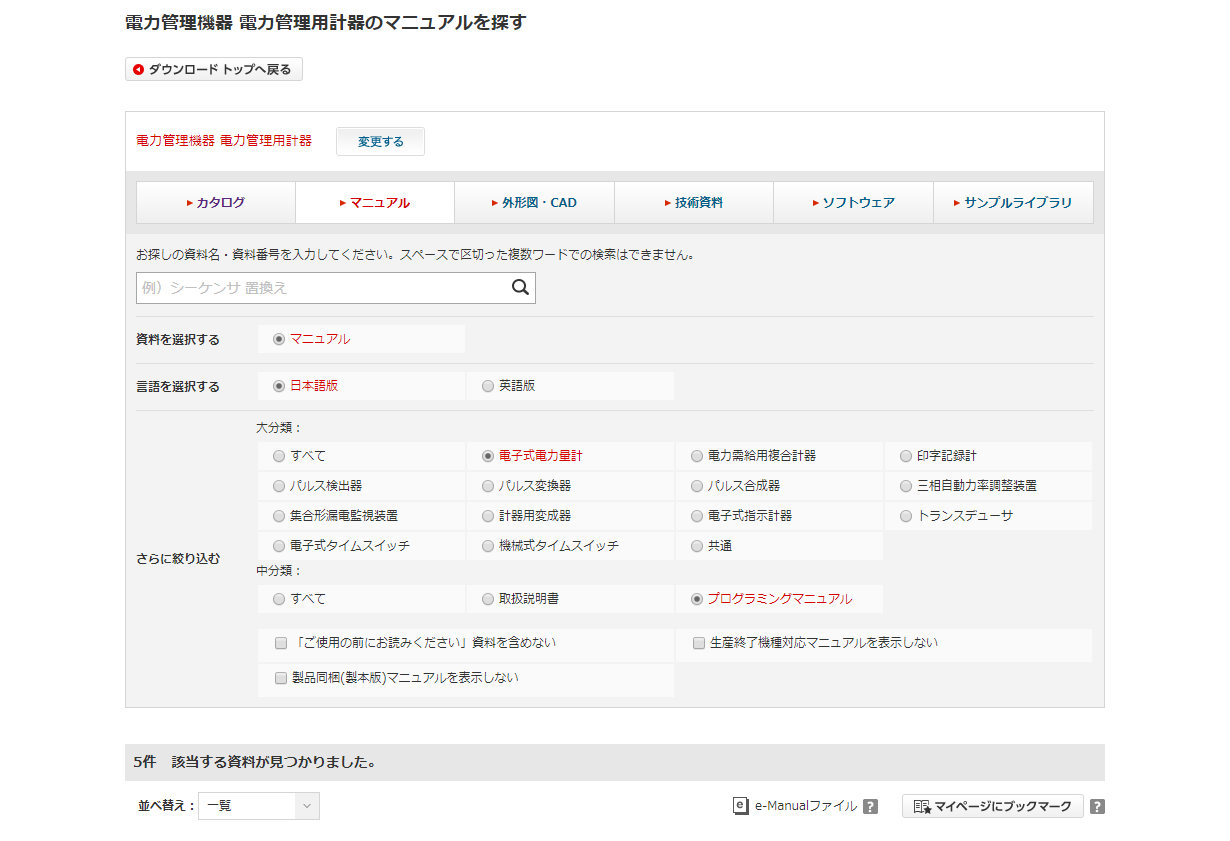 電力管理機器 電力管理用計器のマニュアルを探す
ダウンロード トップへ戻る
電力管理機器 電力管理用計器 変更する
カタログ マニュアル 外形図・CAD 技術資料 ソフトウェア サンプルライブラリ
お探しの資料名・資料番号を入力してください。スペースで区切った複数ワードでの検索はできません。
例）シーケンサ 置換え
資料を選択する マニュアル
言語を選択する 日本語版 英語版
大分類：
すべて 電子式電力量計 電力需給用複合計器 印字記録計
パルス検出器 パルス変換器 パルス合成器 三相自動力率調整装置
集合形漏電監視装置 計器用変成器 電子式指示計器 トランスデューサ
電子式タイムスイッチ 機械式タイムスイッチ 共通
さらに絞り込む
中分類：
すべて 取扱説明書 プログラミングマニュアル
「ご使用の前にお読みください」資料を含めない 生産終了機種対応マニュアルを表示しない
製品同梱(製本版)マニュアルを表示しない
5件 該当する資料が見つかりました。
並べ替え： 一覧 e e-Manualファイル ? マイページにブックマーク ?